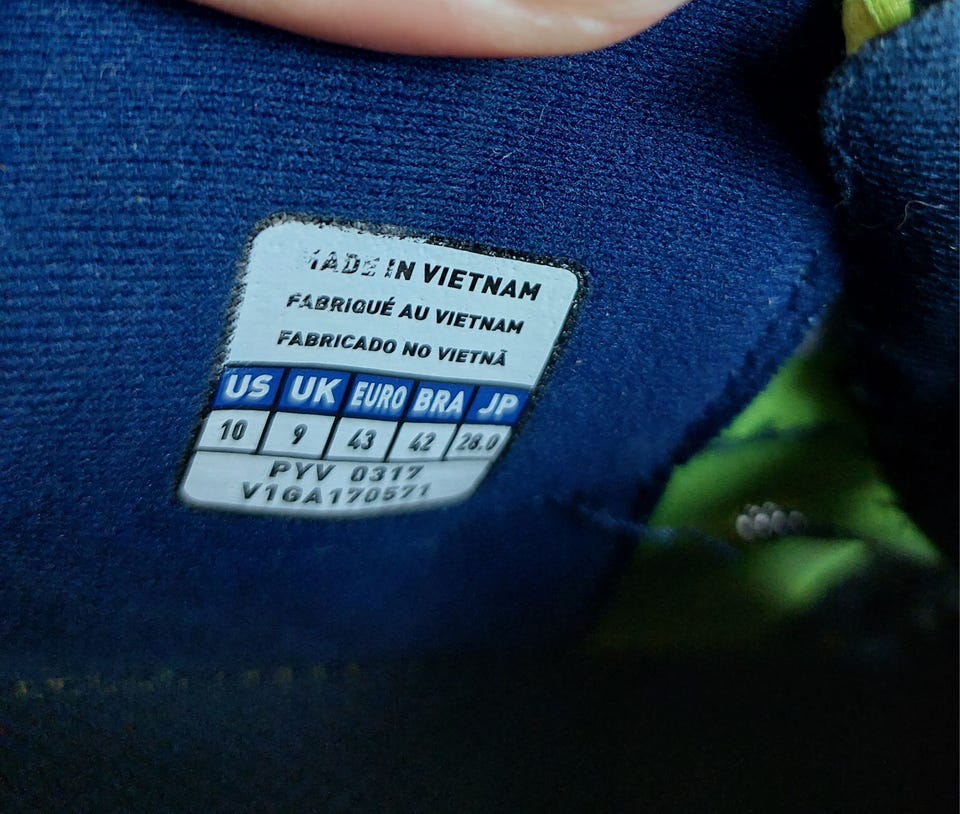 MADE IN VIETNAM
FABRIQUÉ AU VIETNAM
FABRICADO NO VIETNÃ
US UK EURO BRA JP
10 9 43 42 28.0
PYV 0317
V1GA170571